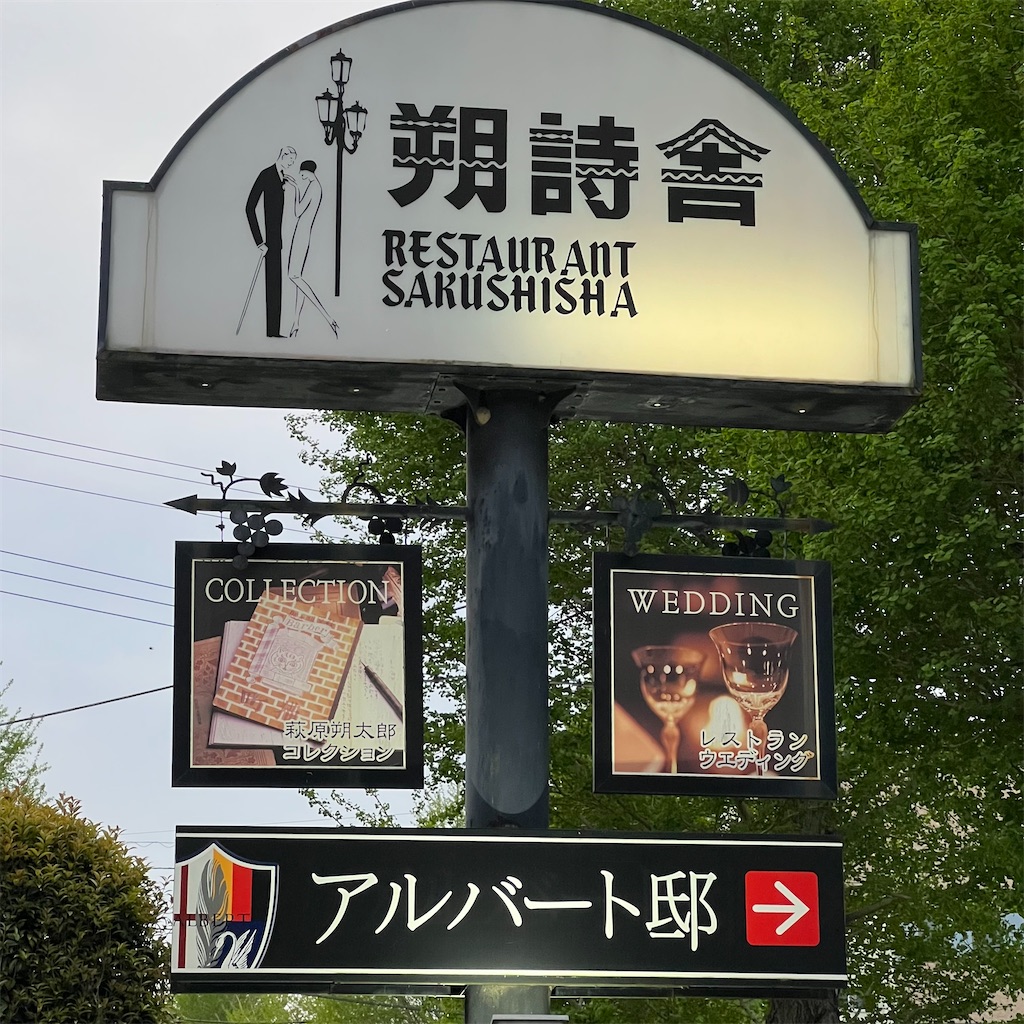 朔詩舎
RESTAURANT
SAKUSHISHA
COLLECTION
harber
萩原朔太郎
コレクション
WEDDING
レストラン
ウエディング
アルバート邸